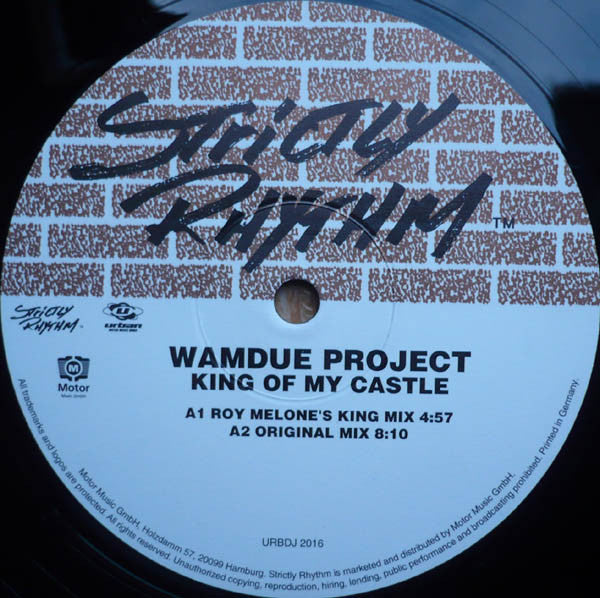 STRICTLY
RHYTHM™
STRICTLY
RHYTHM
U
urban
M
Motor
Music GmbH
WAMDUE PROJECT
KING OF MY CASTLE
A1 ROY MELONE'S KING MIX 4:57
A2 ORIGINAL MIX 8:10
URBDJ 2016
All trademarks and logos are protected. All rights reserved. Unauthorized copying, reproduction, hiring, lending, public performance and broadcasting prohibited. Printed in Germany.
Motor Music GmbH, Holzdamm 57, 20099 Hamburg. Strictly Rhythm is marketed and distributed by Motor Music GmbH.